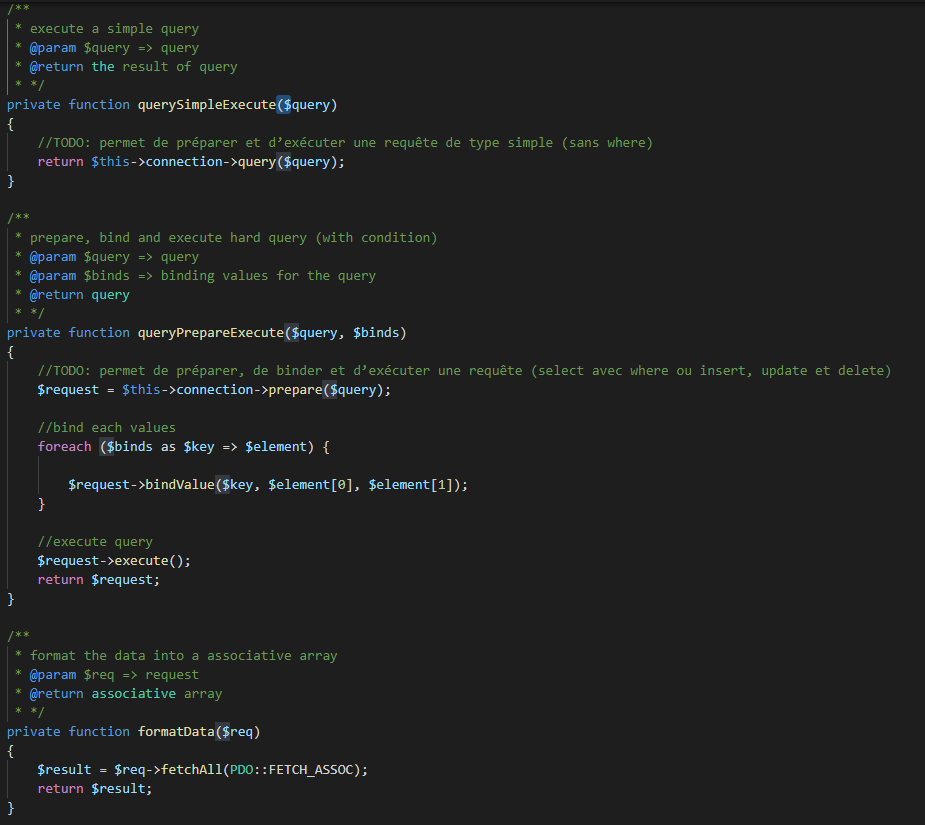 /**
 * execute a simple query
 * @param $query => query
 * @return the result of query
 * */
private function querySimpleExecute($query)
{
    //TODO: permet de préparer et d’exécuter une requête de type simple (sans where)
    return $this->connection->query($query);
}

/**
 * prepare, bind and execute hard query (with condition)
 * @param $query => query
 * @param $binds => binding values for the query
 * @return query
 * */
private function queryPrepareExecute($query, $binds)
{
    //TODO: permet de préparer, de binder et d’exécuter une requête (select avec where ou insert, update et delete)
    $request = $this->connection->prepare($query);

    //bind each values
    foreach ($binds as $key => $element) {

        $request->bindValue($key, $element[0], $element[1]);
    }

    //execute query
    $request->execute();
    return $request;
}

/**
 * format the data into a associative array
 * @param $req => request
 * @return associative array
 * */
private function formatData($req)
{
    $result = $req->fetchAll(PDO::FETCH_ASSOC);
    return $result;
}